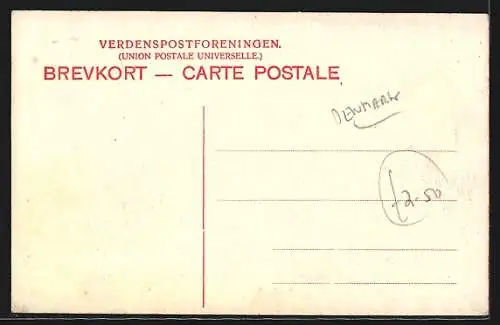 VERDENSPOSTFORENINGEN.
(UNION POSTALE UNIVERSELLE.)
BREVKORT — CARTE POSTALE
DENMARK
£2-50